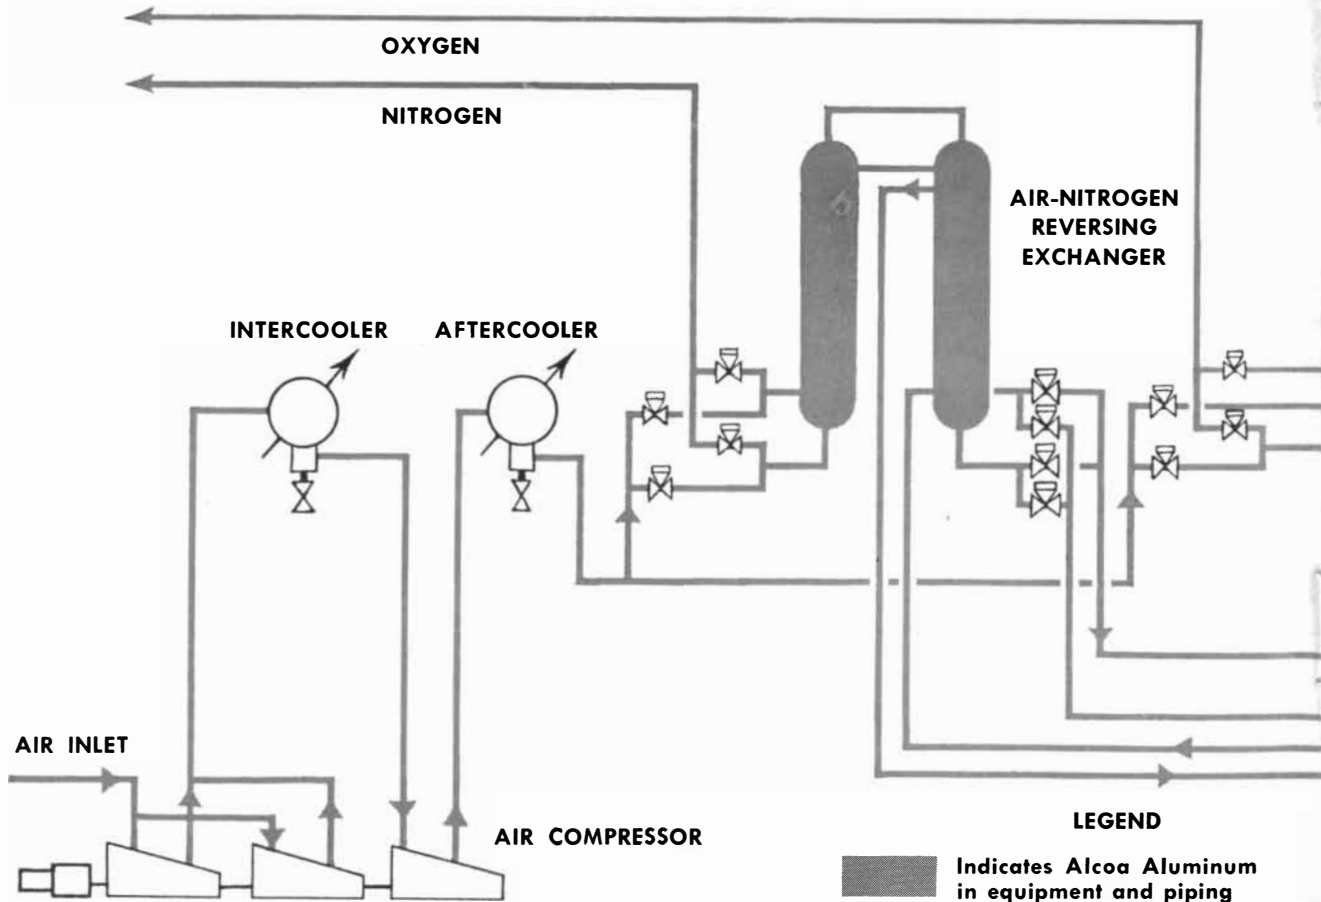 OXYGEN
NITROGEN
AIR-NITROGEN
REVERSING
EXCHANGER
INTERCOOLER
AFTERCOOLER
AIR INLET
AIR COMPRESSOR
LEGEND
Indicates Alcoa Aluminum
in equipment and piping